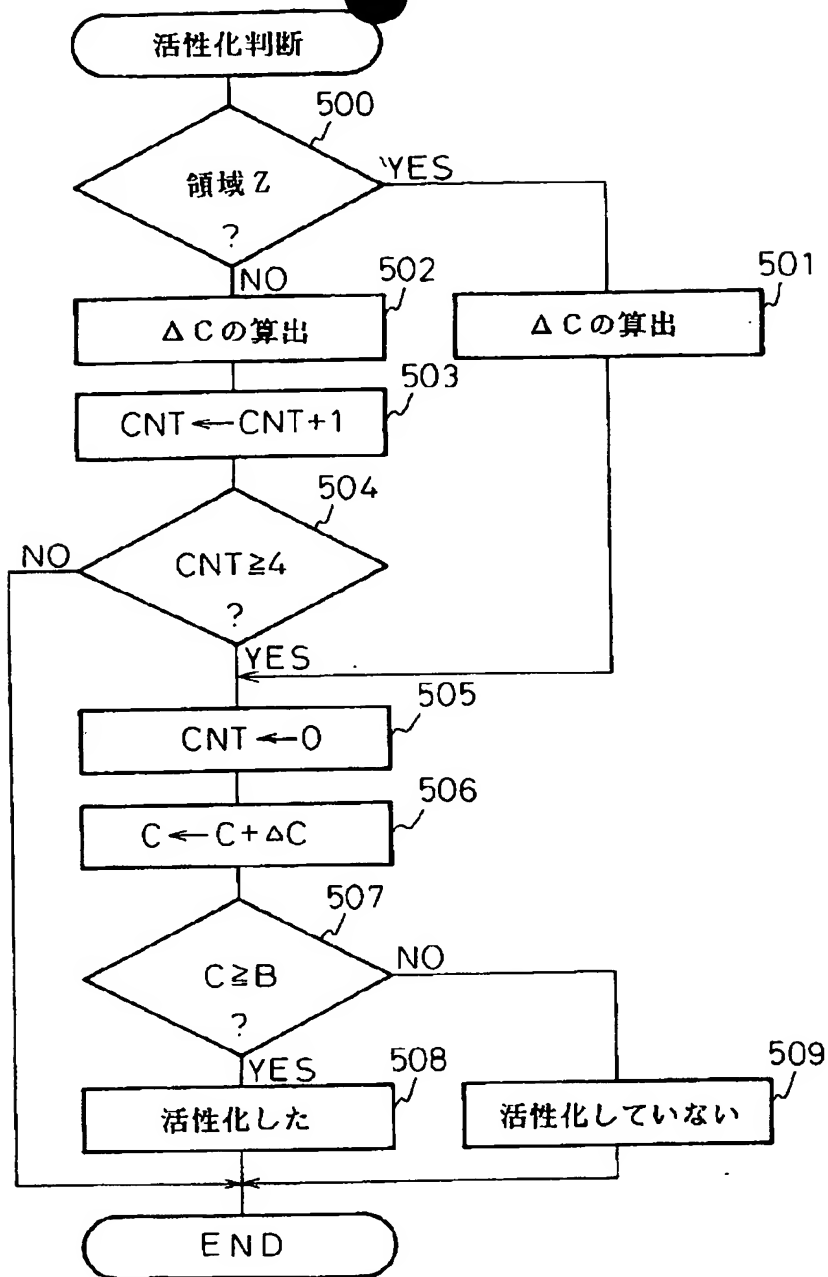 活性化判断
500
領域Z
?
YES
NO
502
501
ΔCの算出
ΔCの算出
503
CNT←CNT+1
504
NO
CNT≧4
?
YES
505
CNT←0
506
C←C+ΔC
507
C≧B
?
NO
YES
508
509
活性化した
活性化していない
END